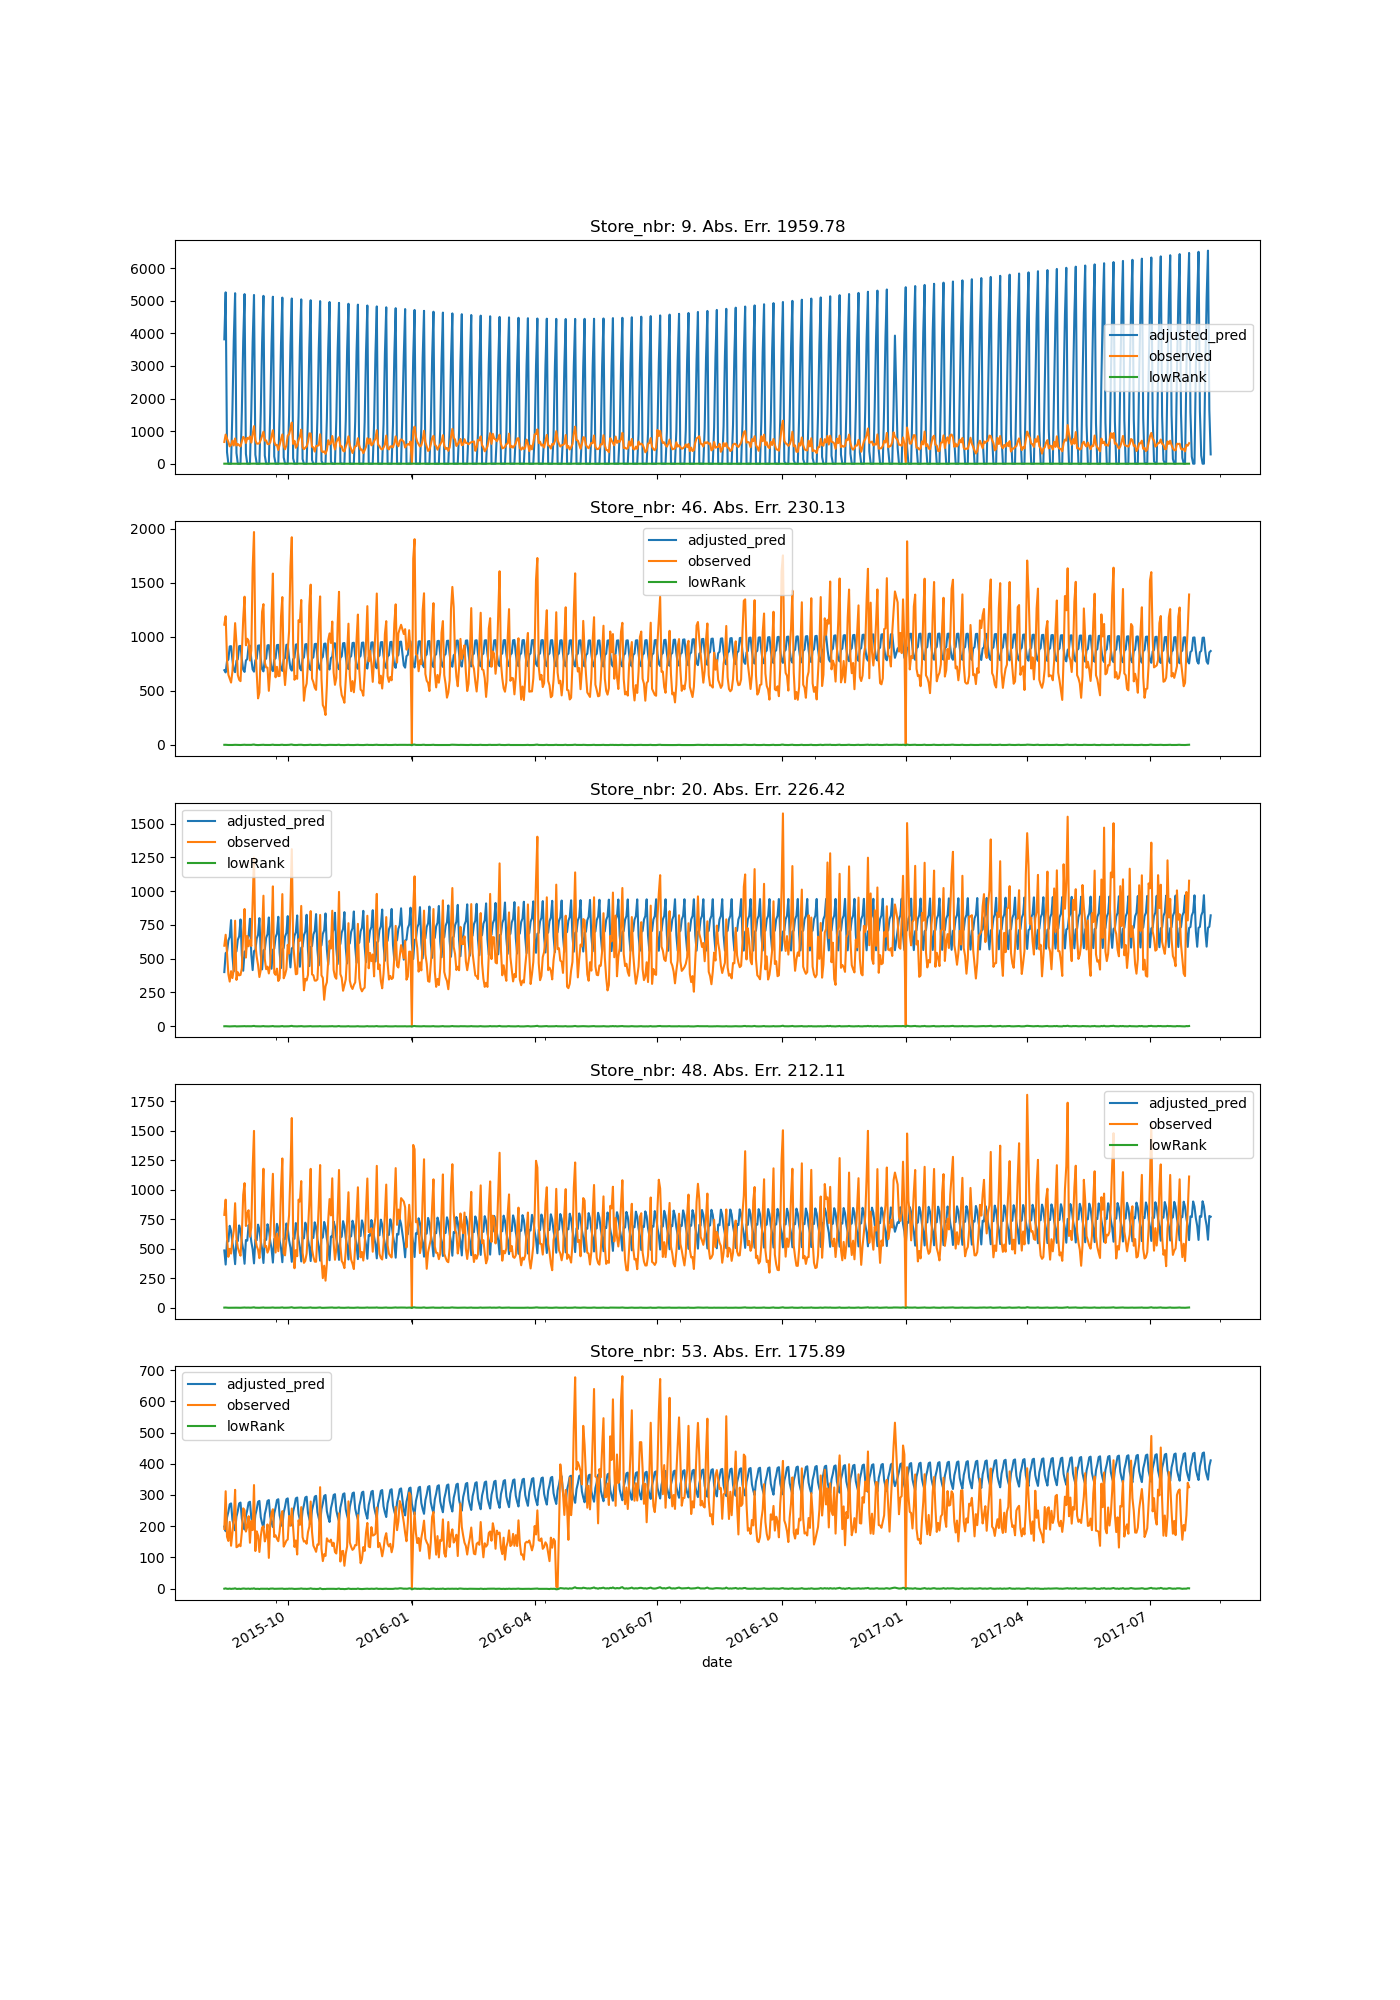 Store_nbr: 9. Abs. Err. 1959.78
6000
5000
4000
3000
2000
1000
0
adjusted_pred
observed
lowRank
Store_nbr: 46. Abs. Err. 230.13
2000
1500
1000
500
0
adjusted_pred
observed
lowRank
Store_nbr: 20. Abs. Err. 226.42
1500
1250
1000
750
500
250
0
adjusted_pred
observed
lowRank
Store_nbr: 48. Abs. Err. 212.11
1750
1500
1250
1000
750
500
250
0
adjusted_pred
observed
lowRank
Store_nbr: 53. Abs. Err. 175.89
700
600
500
400
300
200
100
0
adjusted_pred
observed
lowRank
2015-10
2016-01
2016-04
2016-07
2016-10
2017-01
2017-04
2017-07
date